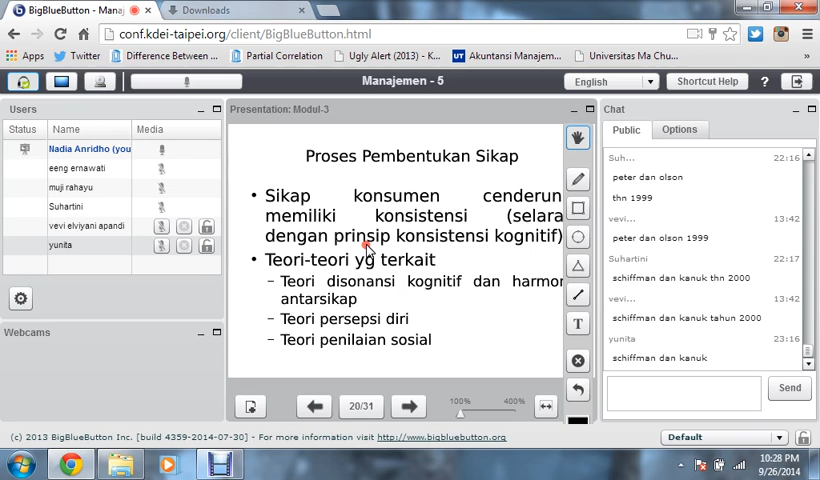 BigBlueButton - Manaj
Downloads
conf.kdei-taipei.org/client/BigBlueButton.html
Apps
Twitter
Difference Between ...
Partial Correlation
Ugly Alert (2013) - K...
UT
Akuntansi Manajem...
Universitas Ma Chu...
Manajemen - 5
English
Shortcut Help
?
Users
Status Name Media
Nadia Anridho (you
eeng ernawati
muji rahayu
Suhartini
vevi elviyani apandi
yunita
Webcams
Presentation: Modul-3
Proses Pembentukan Sikap
• Sikap konsumen cenderun
memiliki konsistensi (selara
dengan prinsip konsistensi kognitif)
• Teori-teori yg terkait
– Teori disonansi kognitif dan harmon
antarsikap
– Teori persepsi diri
– Teori penilaian sosial
T
20/31
100%
400%
Chat
Public
Options
Suh... 22:16
peter dan olson
thn 1999
vevi... 13:42
peter dan olson 1999
Suhartini 22:17
schiffman dan kanuk thn 2000
vevi... 13:42
schiffman dan kanuk tahun 2000
yunita 23:16
schiffman dan kanuk
Send
(c) 2013 BigBlueButton Inc. [build 4359-2014-07-30] - For more information visit http://www.bigbluebutton.org
Default
10:28 PM
9/26/2014